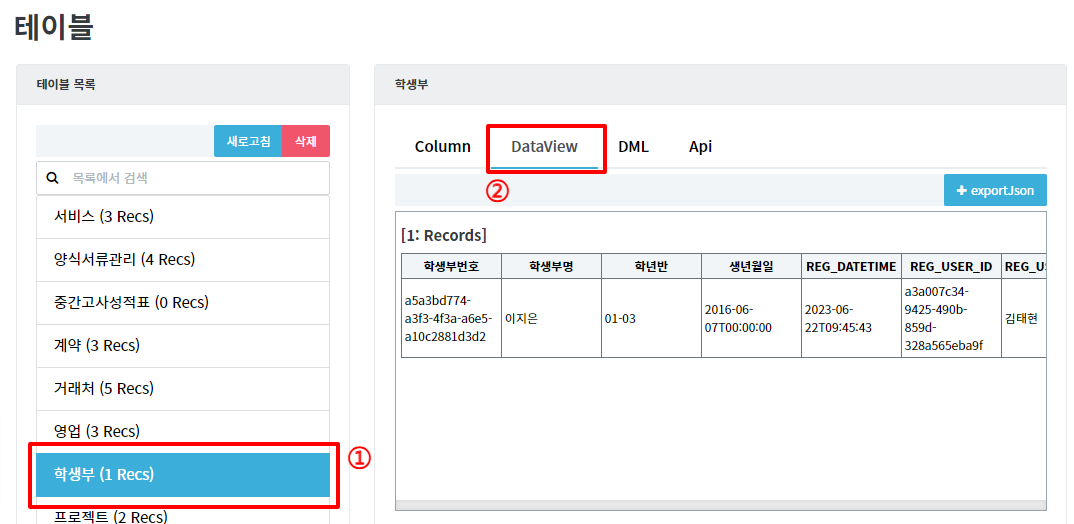 테이블
테이블 목록
새로고침 삭제
목록에서 검색
서비스 (3 Recs)
양식서류관리 (4 Recs)
중간고사성적표 (0 Recs)
계약 (3 Recs)
거래처 (5 Recs)
영업 (3 Recs)
학생부 (1 Recs)
①
프로젝트 (2 Recs)
학생부
Column DataView DML Api
②
exportJson
[1: Records]
학생부번호 학생부명 학년반 생년월일 REG_DATETIME REG_USER_ID REG_U
a5a3bd774-
a3f3-4f3a-a6e5-
a10c2881d3d2
이지은
01-03
2016-06-
07T00:00:00
2023-06-
22T09:45:43
a3a007c34-
9425-490b-
859d-
328a565eba9f
김태현